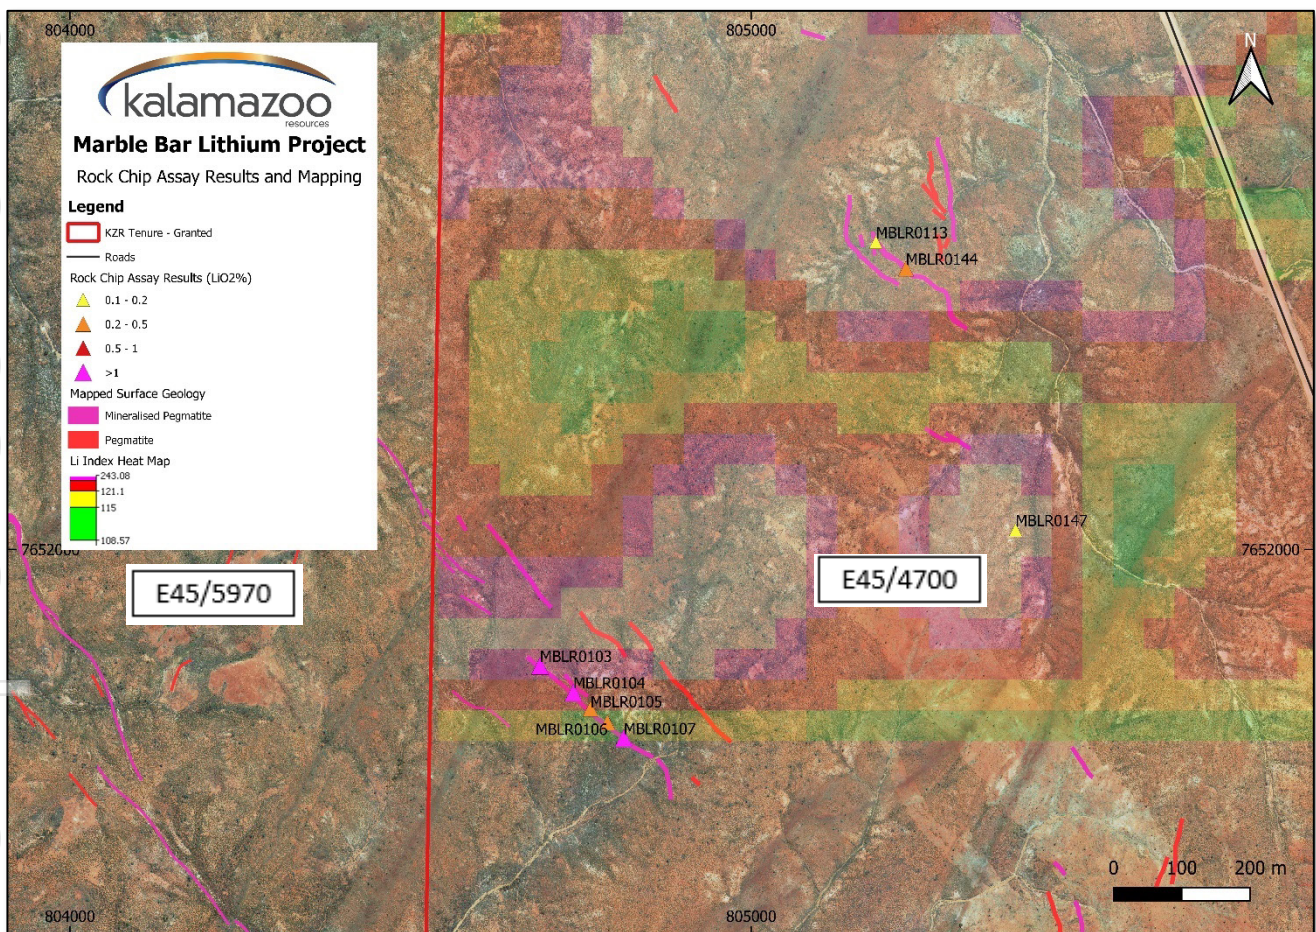 804000
805000
N
kalamazoo
resources
Marble Bar Lithium Project
Rock Chip Assay Results and Mapping
Legend
KZR Tenure - Granted
Roads
Rock Chip Assay Results (LiO2%)
0.1 - 0.2
0.2 - 0.5
0.5 - 1
>1
Mapped Surface Geology
Mineralised Pegmatite
Pegmatite
Li Index Heat Map
243.08
121.1
115
108.57
MBLR0113
MBLR0144
MBLR0147
7652000
7652000
E45/5970
E45/4700
MBLR0103
MBLR0104
MBLR0105
MBLR0106
MBLR0107
0 100 200 m
804000
805000